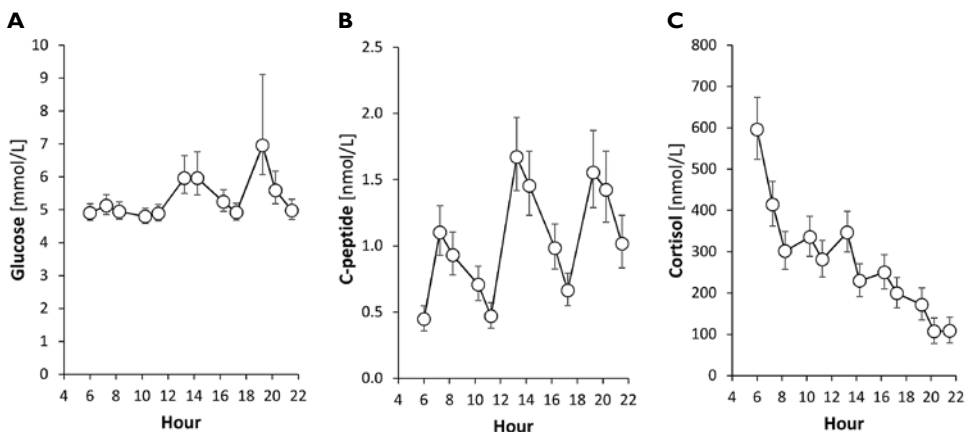 A
Glucose [mmol/L]
10
9
8
7
6
5
4
3
2
1
0
4 6 8 10 12 14 16 18 20 22
Hour
B
C-peptide [nmol/L]
2.5
2.0
1.5
1.0
0.5
0.0
4 6 8 10 12 14 16 18 20 22
Hour
C
Cortisol [nmol/L]
800
700
600
500
400
300
200
100
0
4 6 8 10 12 14 16 18 20 22
Hour